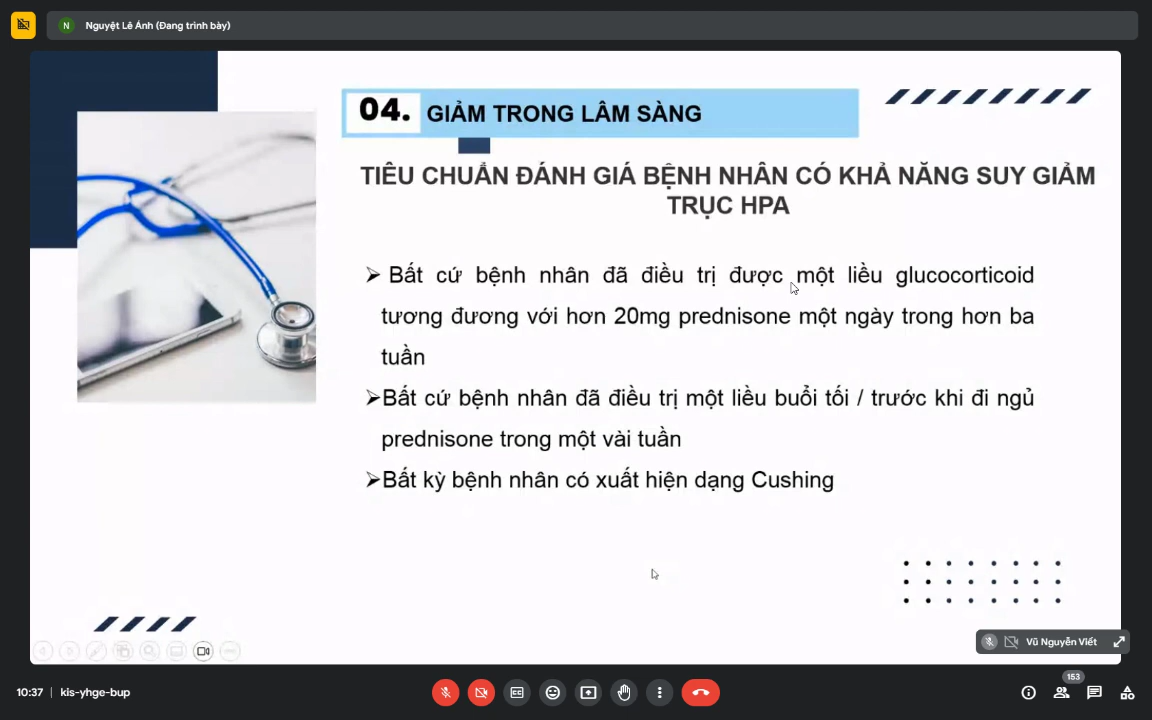 N Nguyệt Lê Ánh (Đang trình bày)
04. GIẢM TRONG LÂM SÀNG
TIÊU CHUẨN ĐÁNH GIÁ BỆNH NHÂN CÓ KHẢ NĂNG SUY GIẢM
TRỤC HPA
➢ Bất cứ bệnh nhân đã điều trị được một liều glucocorticoid
tương đương với hơn 20mg prednisone một ngày trong hơn ba
tuần
➢Bất cứ bệnh nhân đã điều trị một liều buổi tối / trước khi đi ngủ
prednisone trong một vài tuần
➢Bất kỳ bệnh nhân có xuất hiện dạng Cushing
Vũ Nguyễn Viết
10:37 | kis-yhge-bup
153